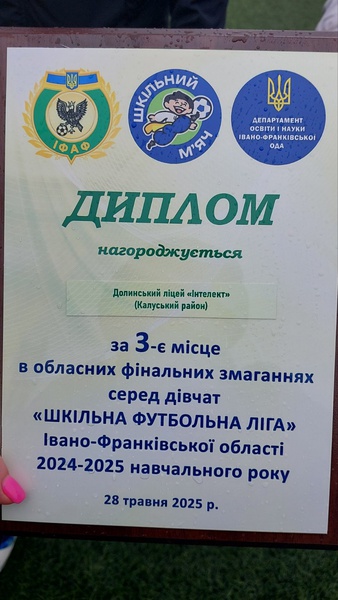 ІФАФ
ШКІЛЬНИЙ
М'ЯЧ
ДЕПАРТАМЕНТ
ОСВІТИ І НАУКИ
ІВАНО-ФРАНКІВСЬКОЇ
ОДА
ДИПЛОМ
нагороджується
Долинський ліцей «Інтелект»
(Калуський район)
за 3-є місце
в обласних фінальних змаганнях
серед дівчат
«ШКІЛЬНА ФУТБОЛЬНА ЛІГА»
Івано-Франківської області
2024-2025 навчального року
28 травня 2025 р.